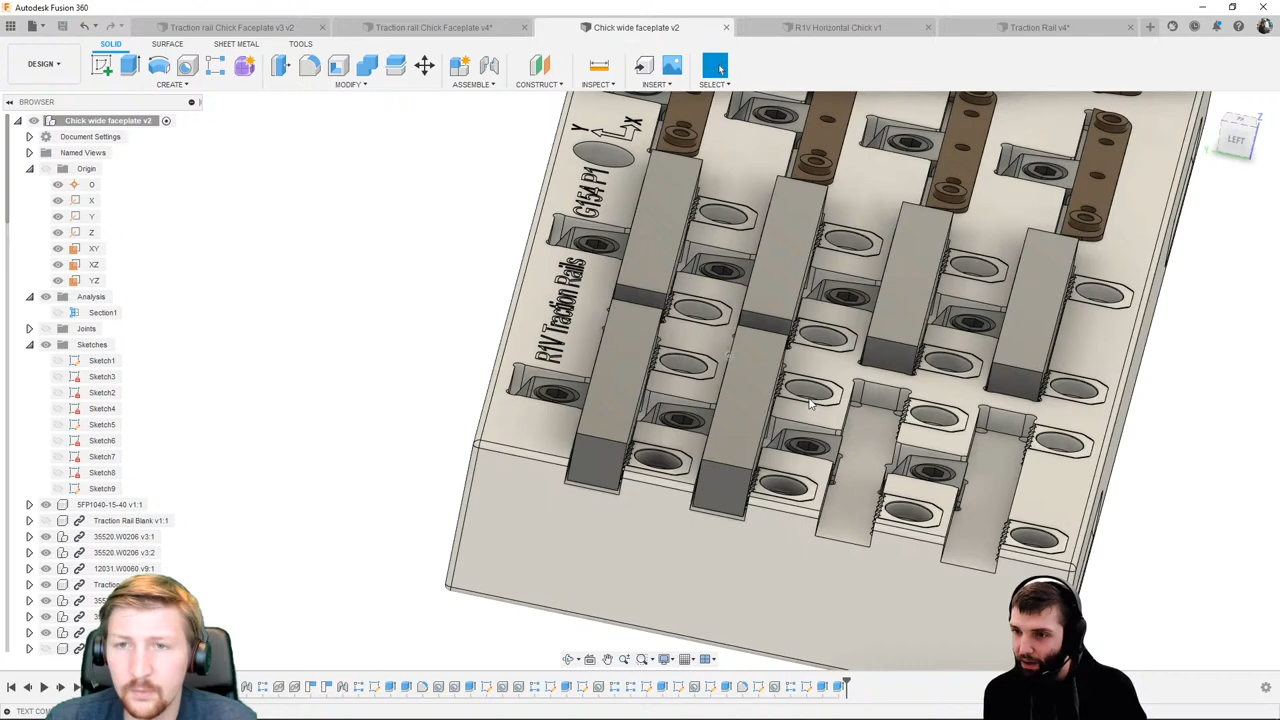 Autodesk Fusion 360
Traction rail Chick Faceplate v3 v2
Traction rail Chick Faceplate v4*
Chick wide faceplate v2
R1V Horizontal Chick v1
Traction Rail v4*
SOLID
SURFACE
SHEET METAL
TOOLS
DESIGN
CREATE
MODIFY
ASSEMBLE
CONSTRUCT
INSPECT
INSERT
SELECT
BROWSER
Chick wide faceplate v2
Document Settings
Named Views
Origin
O
X
Y
Z
XY
XZ
YZ
Analysis
Section1
Joints
Sketches
Sketch1
Sketch3
Sketch2
Sketch4
Sketch5
Sketch6
Sketch7
Sketch8
Sketch9
5FP1040-15-40 v1:1
Traction Rail Blank v1:1
35520.W0206 v3:1
35520.W0206 v3:2
12031.W0060 v9:1
Tractio
Y X
G154 P1
R1V Traction Rails
LEFT
Z
Y
TEXT CO